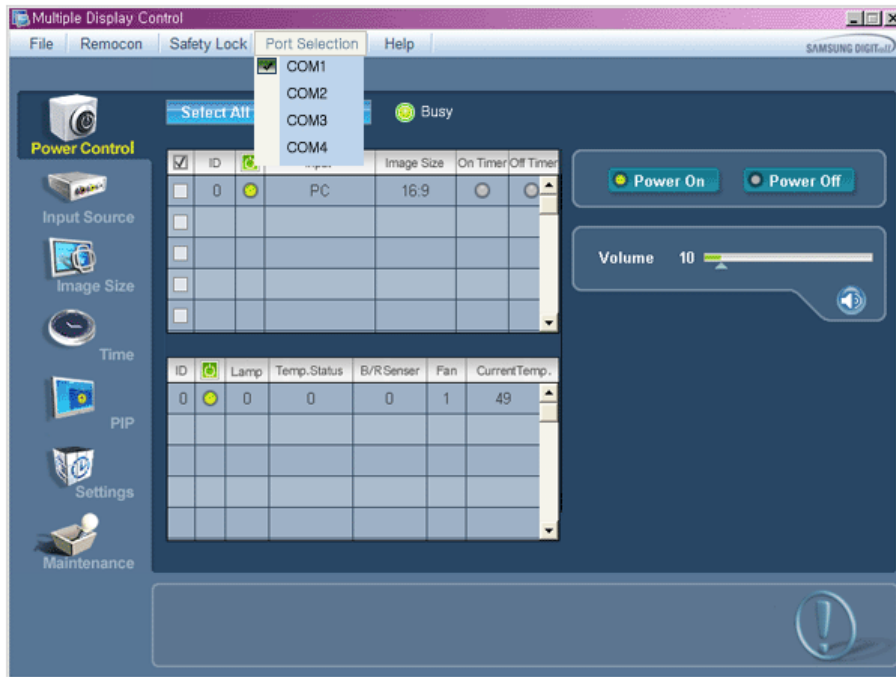 Multiple Display Control
File Remocon Safety Lock Port Selection Help
SAMSUNG DIGITall
COM1
COM2
COM3
COM4
Select All
Busy
Power Control
Input Source
Image Size
Time
PIP
Settings
Maintenance
ID Image Size On Timer Off Timer
0 PC 16:9
Power On Power Off
Volume 10
ID Lamp Temp.Status B/R Senser Fan CurrentTemp.
0 0 0 0 1 49